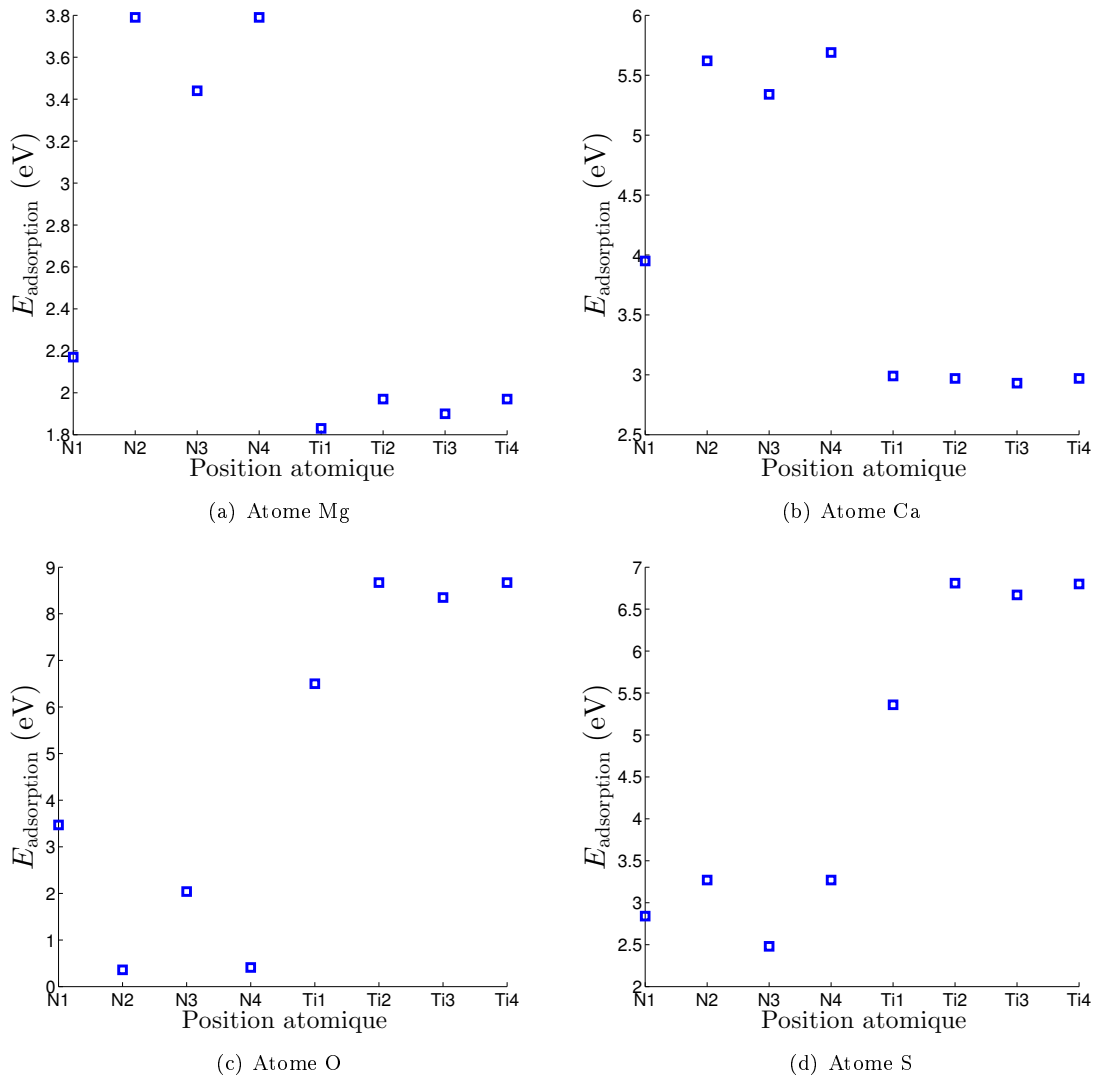 3.8
3.6
3.4
3.2
3
2.8
2.6
2.4
2.2
2
1.8
E adsorption (eV)
N1 N2 N3 N4 Ti1 Ti2 Ti3 Ti4
Position atomique
(a) Atome Mg
6
5.5
5
4.5
4
3.5
3
2.5
E adsorption (eV)
N1 N2 N3 N4 Ti1 Ti2 Ti3 Ti4
Position atomique
(b) Atome Ca
9
8
7
6
5
4
3
2
1
0
E adsorption (eV)
N1 N2 N3 N4 Ti1 Ti2 Ti3 Ti4
Position atomique
(c) Atome O
7
6.5
6
5.5
5
4.5
4
3.5
3
2.5
2
E adsorption (eV)
N1 N2 N3 N4 Ti1 Ti2 Ti3 Ti4
Position atomique
(d) Atome S